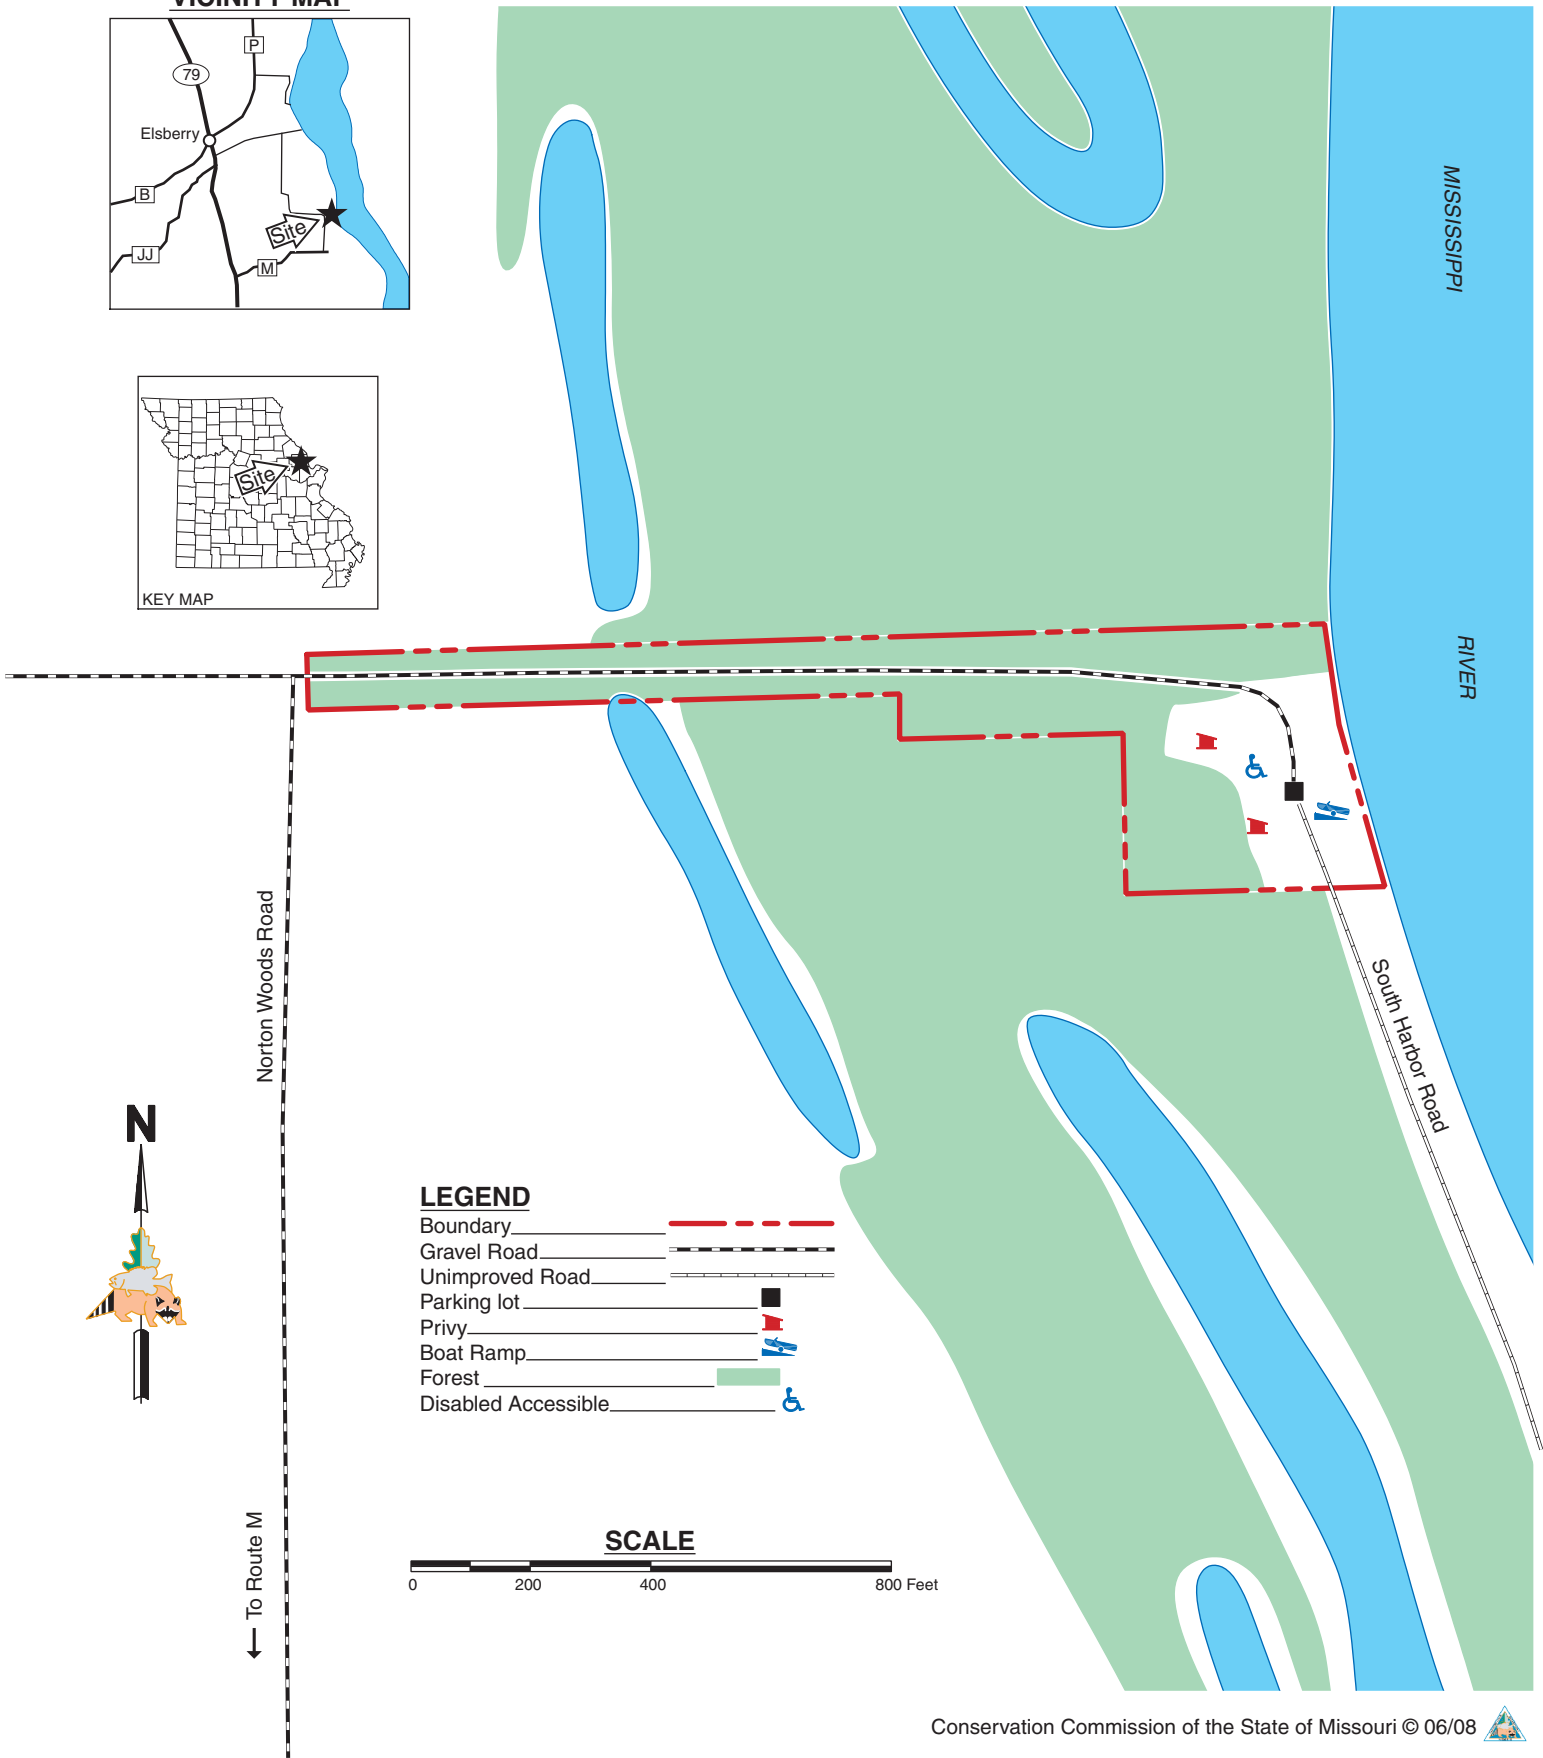 VICINITY MAP
P
79
Elsberry
B
Site
JJ
M
Site
KEY MAP
MISSISSIPPI
RIVER
Norton Woods Road
South Harbor Road
N
LEGEND
Boundary
Gravel Road
Unimproved Road
Parking lot
Privy
Boat Ramp
Forest
Disabled Accessible
To Route M
SCALE
0 200 400 800 Feet
Conservation Commission of the State of Missouri © 06/08